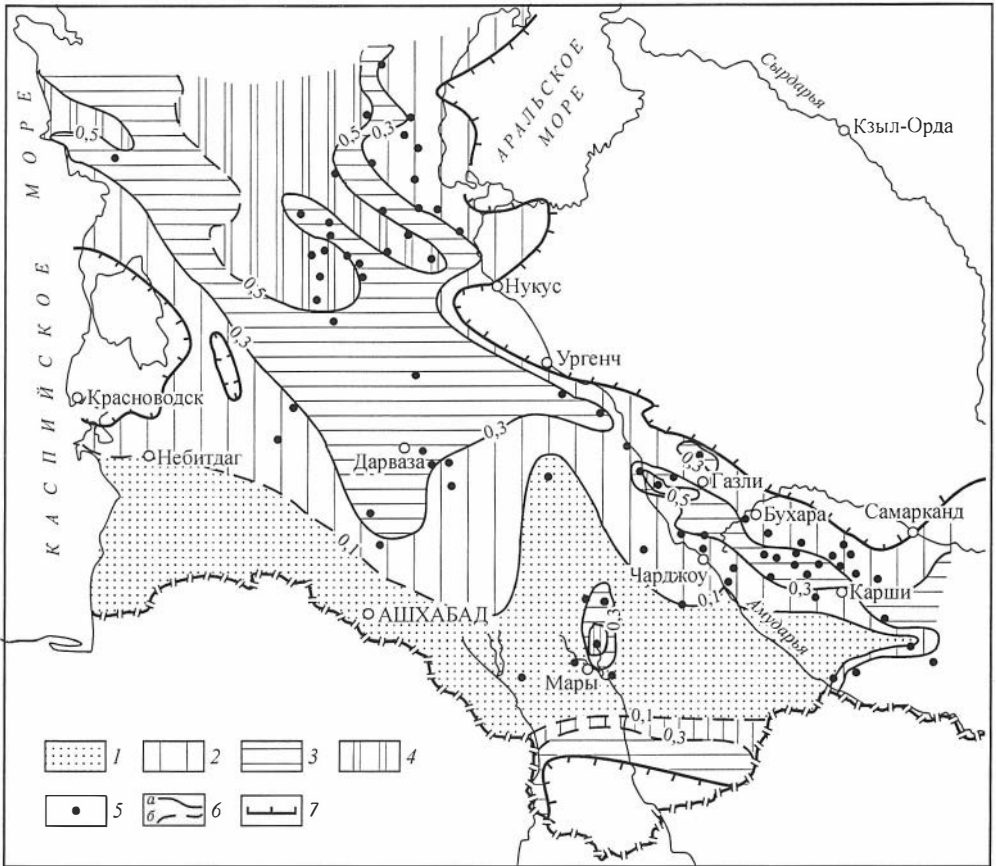 КАСПИЙСКОЕ МОРЕ
АРАЛЬСКОЕ
МОРЕ
Сырдарья
Кзыл-Орда
0,5
0,5
0,3
0,5
0,3
Нукус
Ургенч
Красноводск
0,3
Небитдаг
Дарваза
0,3
Газли
0,5
Бухара
Самарканд
0,1
Чарджоу
0,1
0,3
Карши
АШХАБАД
0,3
Амударья
Мары
0,1
0,3
1
2
3
4
5
а
б
6
7